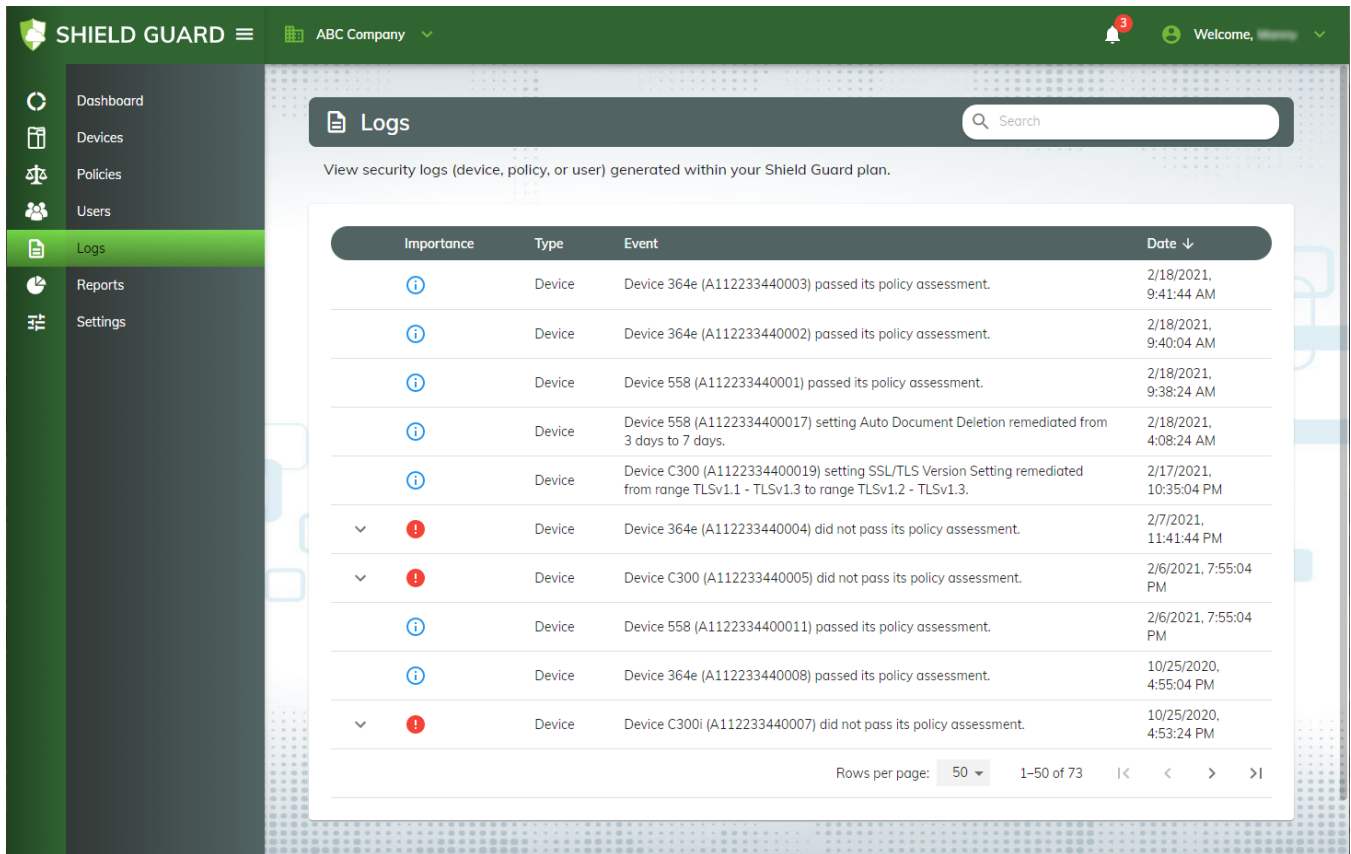 SHIELD GUARD
ABC Company
3
Welcome,
Dashboard
Devices
Policies
Users
Logs
Reports
Settings
Logs
Search
View security logs (device, policy, or user) generated within your Shield Guard plan.
Importance Type Event Date
Device Device 364e (A112233440003) passed its policy assessment. 2/18/2021,
9:41:44 AM
Device Device 364e (A112233440002) passed its policy assessment. 2/18/2021,
9:40:04 AM
Device Device 558 (A112233440001) passed its policy assessment. 2/18/2021,
9:38:24 AM
Device Device 558 (A1122334400017) setting Auto Document Deletion remediated from 2/18/2021,
3 days to 7 days. 4:08:24 AM
Device Device C300 (A1122334400019) setting SSL/TLS Version Setting remediated 2/17/2021,
from range TLSv1.1 - TLSv1.3 to range TLSv1.2 - TLSv1.3. 10:35:04 PM
Device Device 364e (A112233440004) did not pass its policy assessment. 2/7/2021,
11:41:44 PM
Device Device C300 (A112233440005) did not pass its policy assessment. 2/6/2021, 7:55:04
PM
Device Device 558 (A1122334400011) passed its policy assessment. 2/6/2021, 7:55:04
PM
Device Device 364e (A112233440008) passed its policy assessment. 10/25/2020,
4:55:04 PM
Device Device C300i (A112233440007) did not pass its policy assessment. 10/25/2020,
4:53:24 PM
Rows per page: 50 1–50 of 73